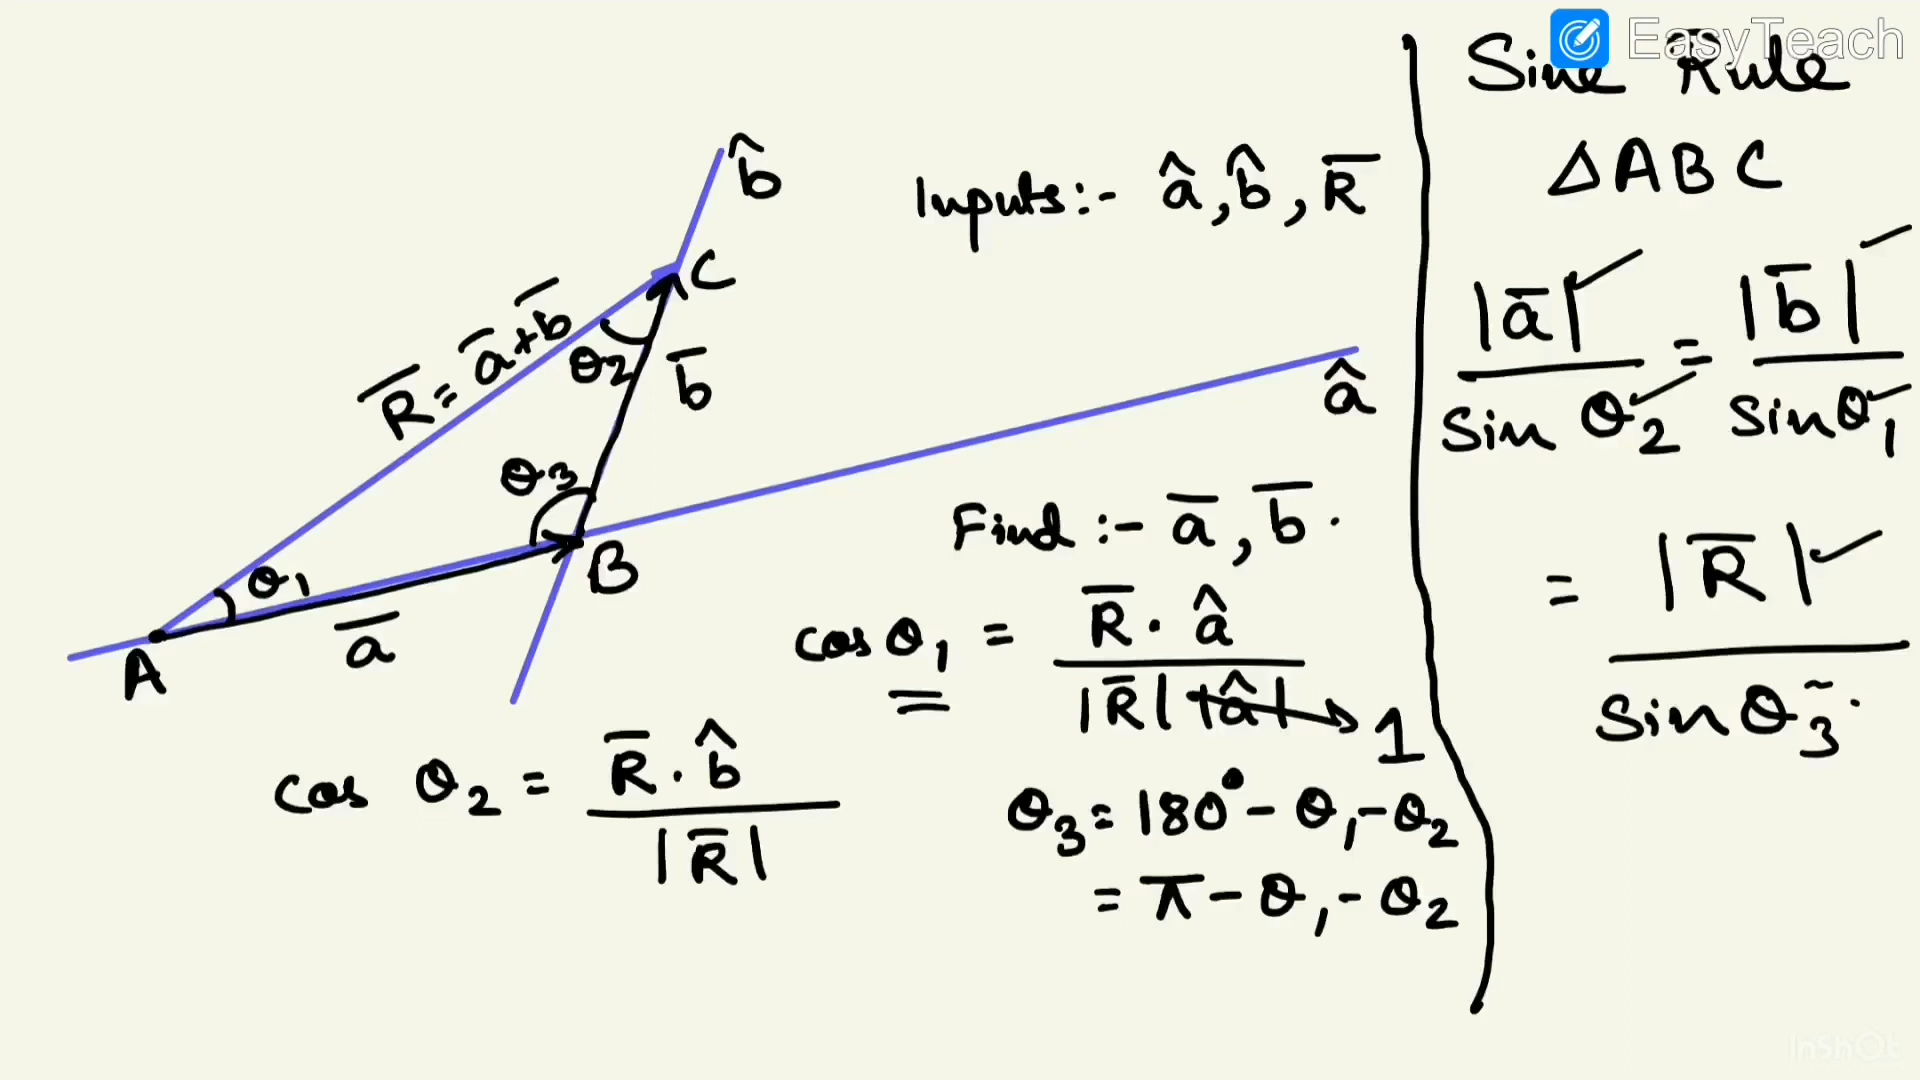 EasyTeach
Sine Rule
ΔABC
b̂
Inputs:- â, b̂, R̅
C
R̅ = a̅+b̅
θ2
b̅
â
|a̅| / sin θ2 = |b̅| / sin θ1
θ3
Find :- a̅, b̅.
= |R̅| / sin θ3.
B
θ1
a̅
A
cos θ1 = R̅ . â / |R̅| |â| → 1
cos θ2 = R̅ . b̂ / |R̅|
θ3 = 180° - θ1 - θ2
= π - θ1 - θ2
InShOt